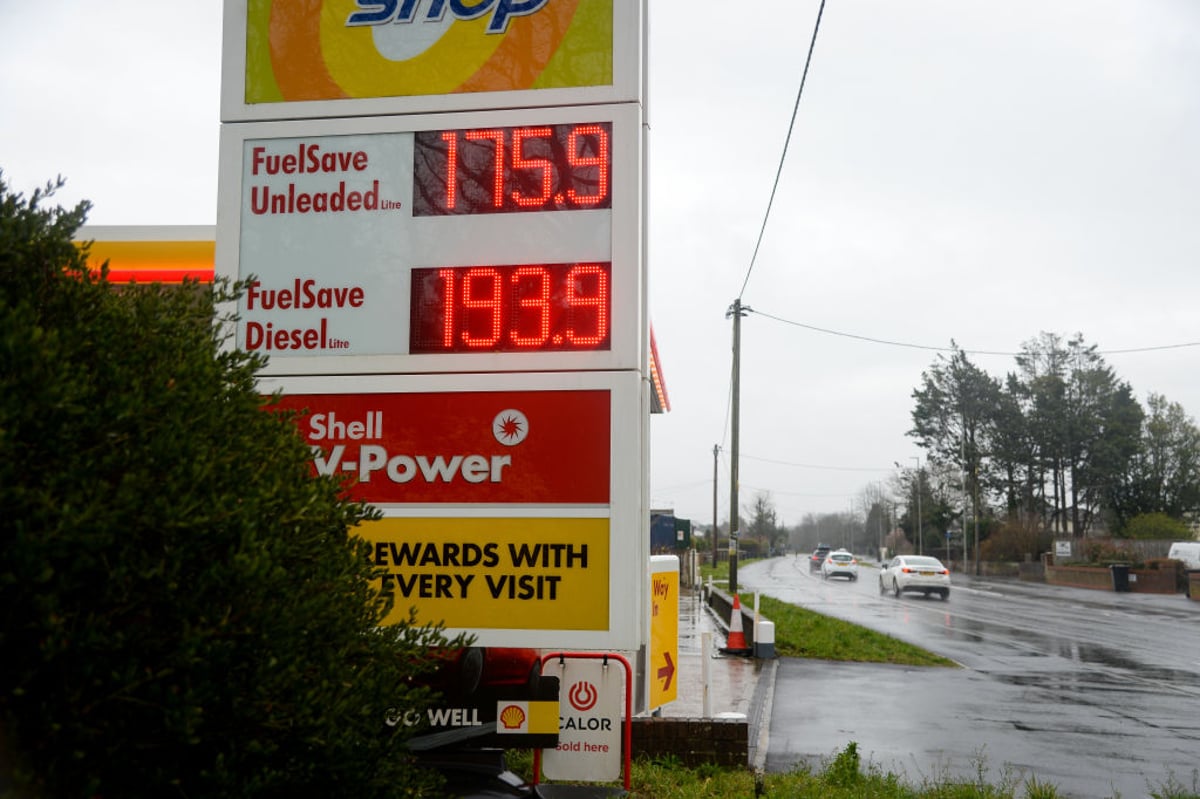 shop
FuelSave
Unleaded Litre
175.9
FuelSave
Diesel Litre
193.9
Shell
V-Power
REWARDS WITH
EVERY VISIT
Way
In
GO WELL
CALOR
Sold here